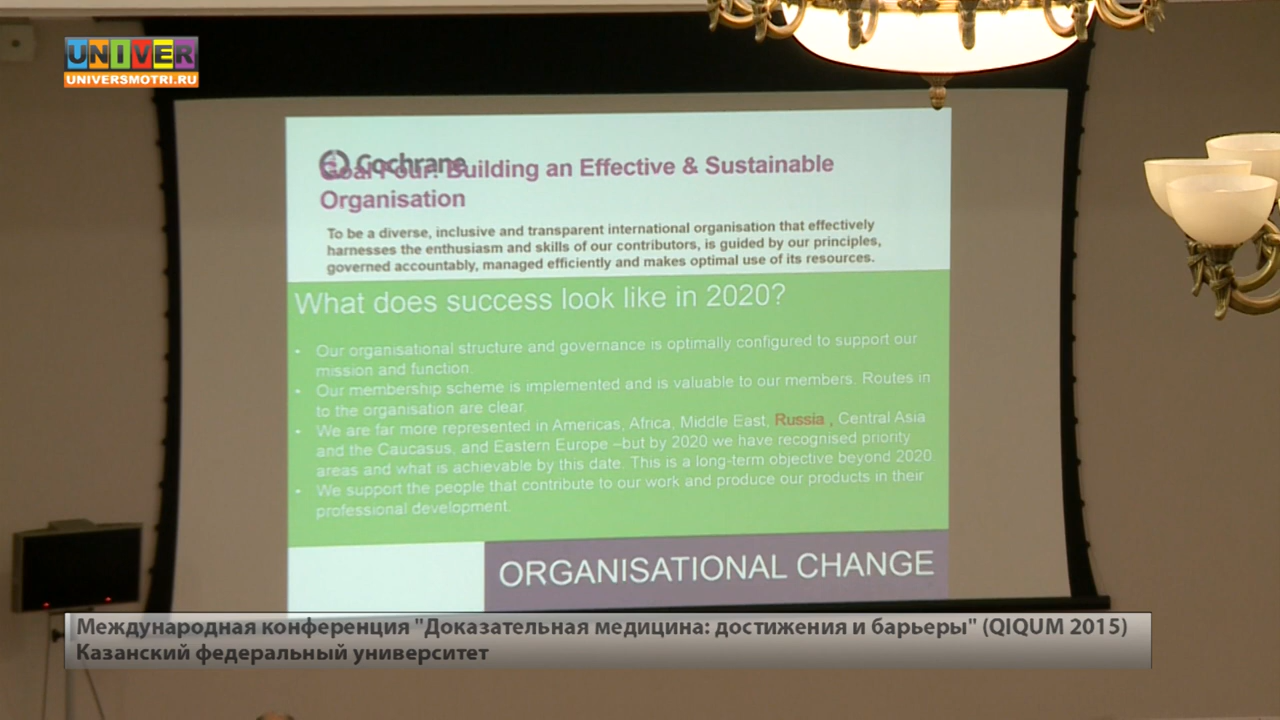 UNIVER
UNIVERSMOTRI.RU
Cochrane
Goal Four: Building an Effective & Sustainable
Organisation
To be a diverse, inclusive and transparent international organisation that effectively
harnesses the enthusiasm and skills of our contributors, is guided by our principles,
governed accountably, managed efficiently and makes optimal use of its resources.
What does success look like in 2020?
• Our organisational structure and governance is optimally configured to support our
mission and function.
• Our membership scheme is implemented and is valuable to our members. Routes in
to the organisation are clear.
• We are far more represented in Americas, Africa, Middle East, Russia , Central Asia
and the Caucasus, and Eastern Europe –but by 2020 we have recognised priority
areas and what is achievable by this date. This is a long-term objective beyond 2020
• We support the people that contribute to our work and produce our products in their
professional development.
ORGANISATIONAL CHANGE
Международная конференция "Доказательная медицина: достижения и барьеры" (QIQUM 2015)
Казанский федеральный университет